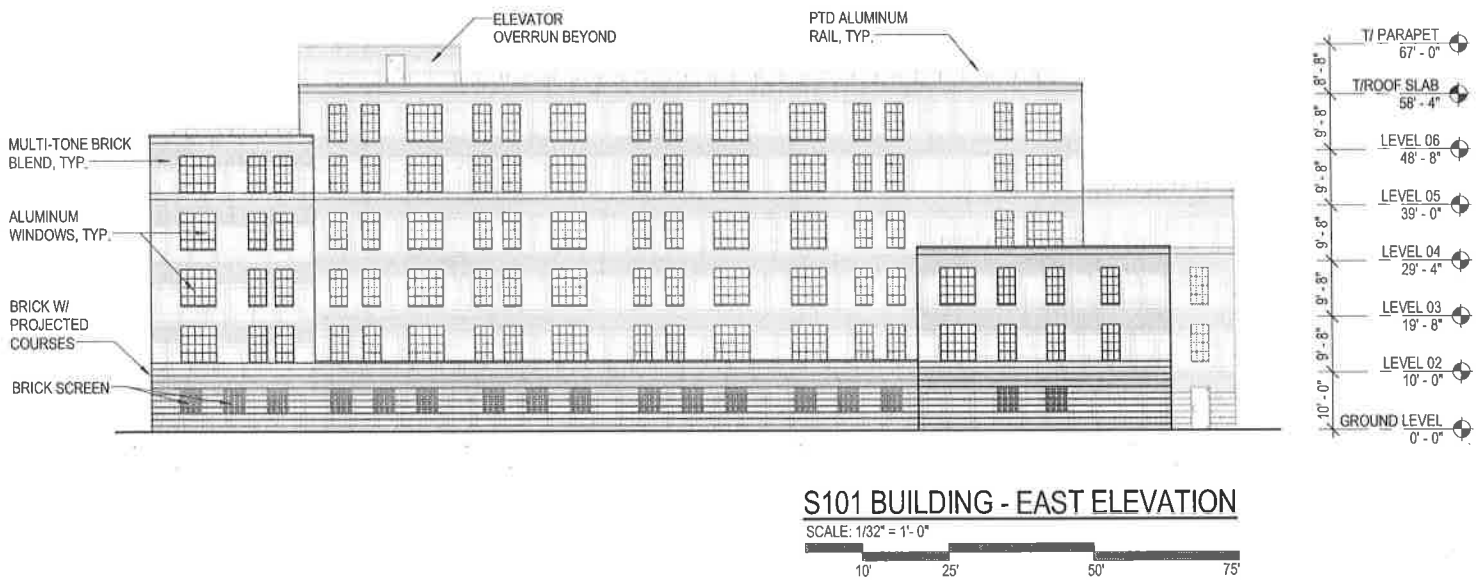 ELEVATOR
OVERRUN BEYOND
PTD ALUMINUM
RAIL, TYP.
MULTI-TONE BRICK
BLEND, TYP.
ALUMINUM
WINDOWS, TYP.
BRICK W/
PROJECTED
COURSES
BRICK SCREEN
T/ PARAPET
67' - 0"
8' - 8"
T/ROOF SLAB
58' - 4"
9' - 8"
LEVEL 06
48' - 8"
9' - 8"
LEVEL 05
39' - 0"
9' - 8"
LEVEL 04
29' - 4"
9' - 8"
LEVEL 03
19' - 8"
9' - 8"
LEVEL 02
10' - 0"
10' - 0"
GROUND LEVEL
0' - 0"
S101 BUILDING - EAST ELEVATION
SCALE: 1/32" = 1'- 0"
10' 25' 50' 75'